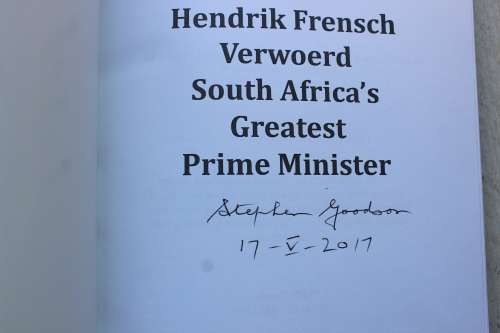 Hendrik Frensch
Verwoerd
South Africa's
Greatest
Prime Minister
Stephen Goodson
17-V-2017